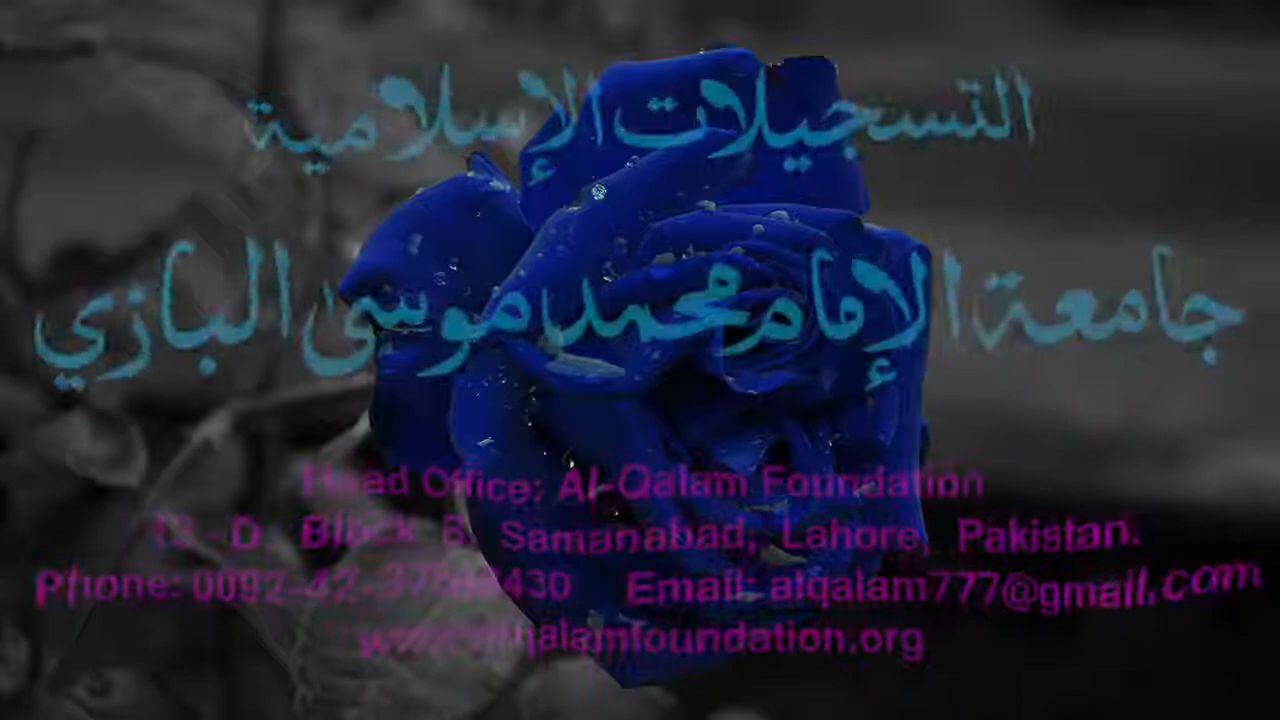 التسجيلات الإسلامية
جامعة الإمام محمد موسى البازي
Head Office: Al-Qalam Foundation
13-D Block B, Samanabad, Lahore, Pakistan.
Phone: Email: alqalam777@gmail.com